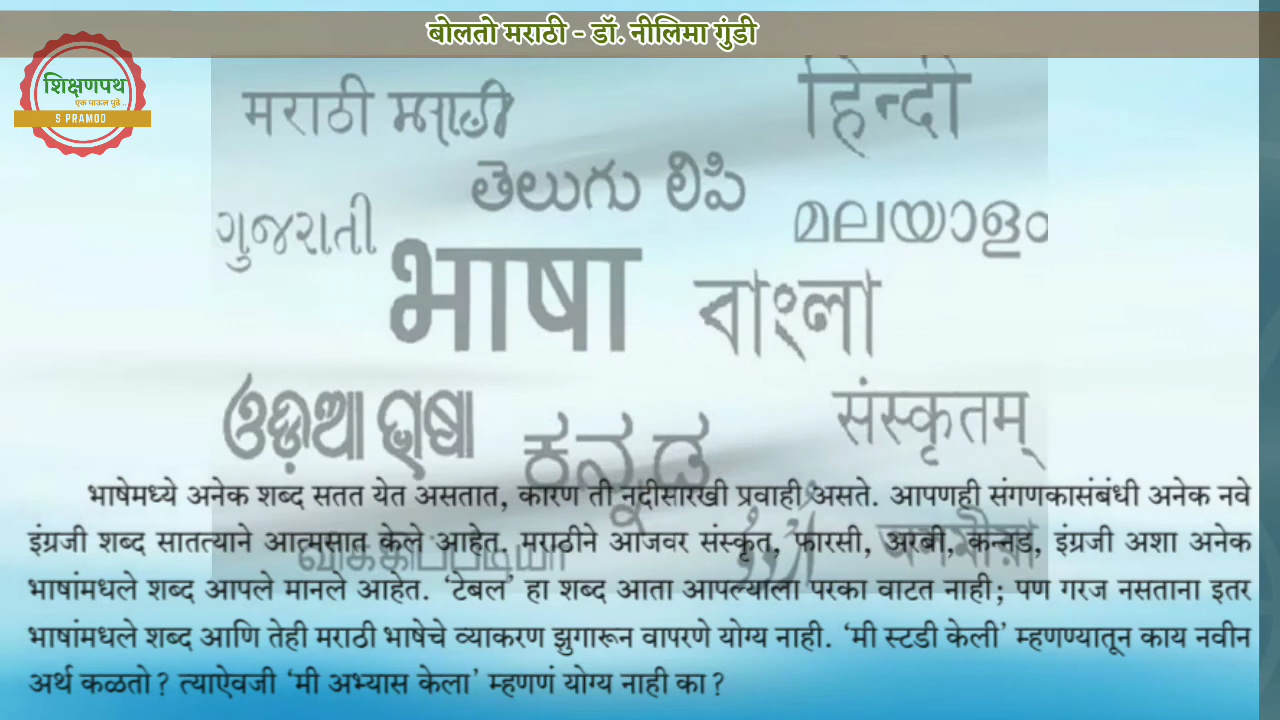 बोलतो मराठी - डॉ. नीलिमा गुंडी
शिक्षणपथ
एक पाऊल पुढे ..
S PRAMOD
मराठी मराठी
हिन्दी
తెలుగు లిపి
ગુજરાતી
മലയാളം
भाषा
বাংলা
ଓଡ଼ିଆ ଭାଷା
ಕನ್ನಡ
संस्कृतम्
اُردُو
অসমীয়া
भाषेमध्ये अनेक शब्द सतत येत असतात, कारण ती नदीसारखी प्रवाही असते. आपणही संगणकासंबंधी अनेक नवे
इंग्रजी शब्द सातत्याने आत्मसात केले आहेत. मराठीने आजवर संस्कृत, फारसी, अरबी, कन्नड, इंग्रजी अशा अनेक
भाषांमधले शब्द आपले मानले आहेत. ‘टेबल’ हा शब्द आता आपल्याला परका वाटत नाही; पण गरज नसताना इतर
भाषांमधले शब्द आणि तेही मराठी भाषेचे व्याकरण झुगारून वापरणे योग्य नाही. ‘मी स्टडी केली’ म्हणण्यातून काय नवीन
अर्थ कळतो? त्याऐवजी ‘मी अभ्यास केला’ म्हणणं योग्य नाही का?